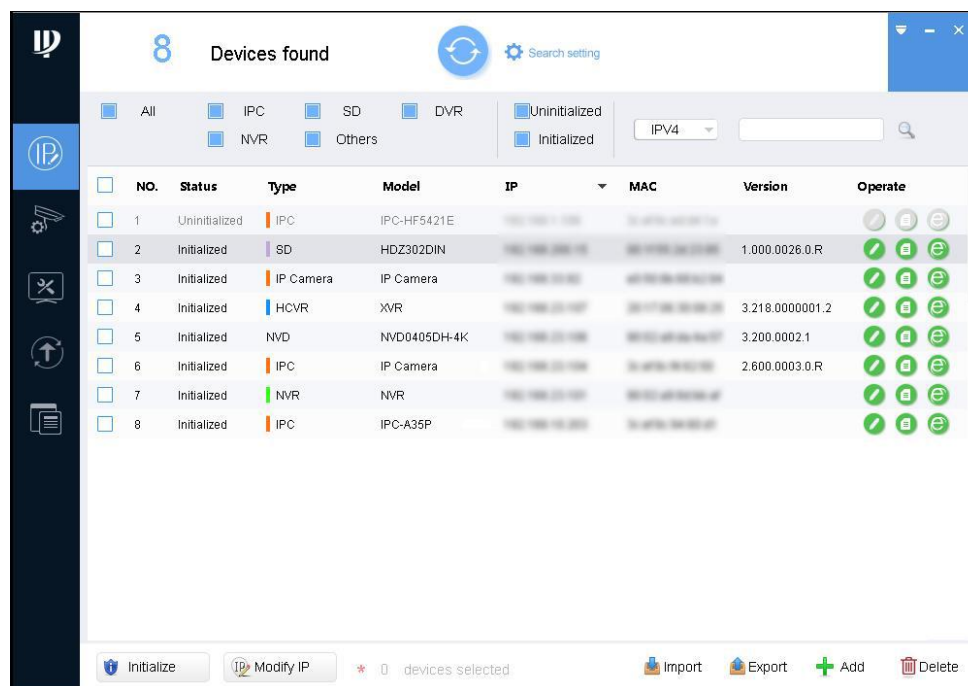 IP
8 Devices found Search setting
All IPC SD DVR Uninitialized
NVR Others Initialized IPV4
NO. Status Type Model IP MAC Version Operate
1 Uninitialized IPC IPC-HF5421E
2 Initialized SD HDZ302DIN 1.000.0026.0.R
3 Initialized IP Camera IP Camera
4 Initialized HCVR XVR 3.218.0000001.2
5 Initialized NVD NVD0405DH-4K 3.200.0002.1
6 Initialized IPC IP Camera 2.600.0003.0.R
7 Initialized NVR NVR
8 Initialized IPC IPC-A35P
Initialize Modify IP * 0 devices selected Import Export Add Delete